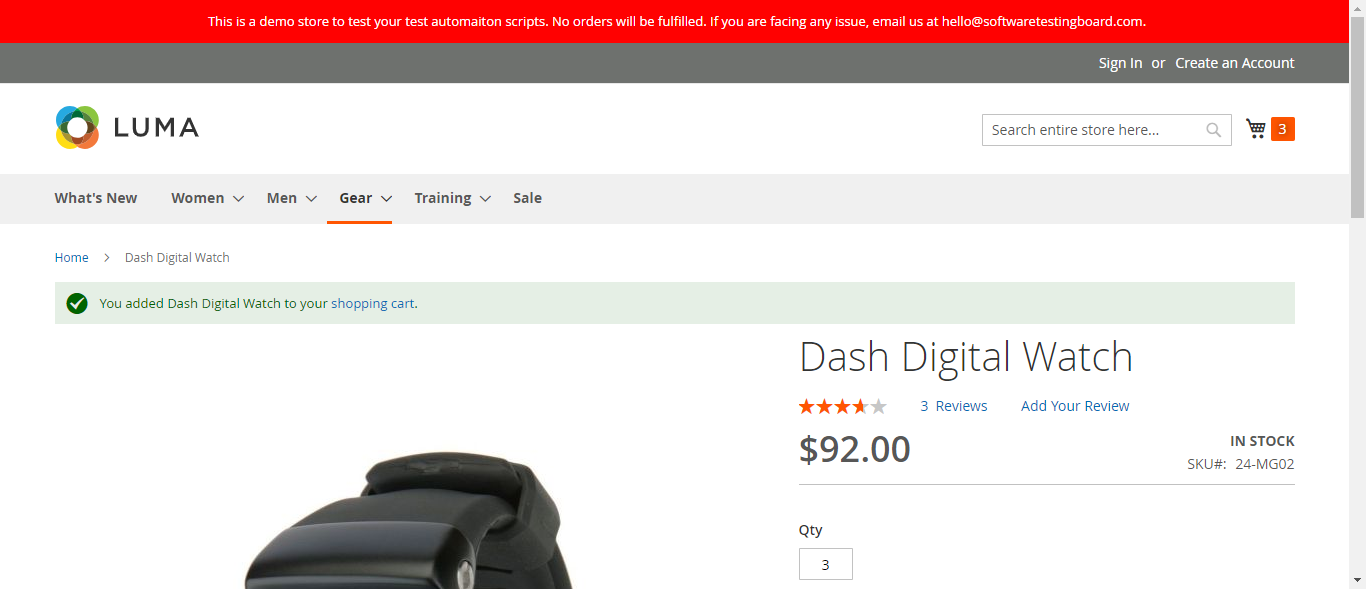 This is a demo store to test your test automaiton scripts. No orders will be fulfilled. If you are facing any issue, email us at hello@softwaretestingboard.com.
Sign In or Create an Account
LUMA
Search entire store here...
3
What's New Women Men Gear Training Sale
Home > Dash Digital Watch
You added Dash Digital Watch to your shopping cart.
Dash Digital Watch
3 Reviews Add Your Review
$92.00
IN STOCK
SKU#: 24-MG02
Qty
3